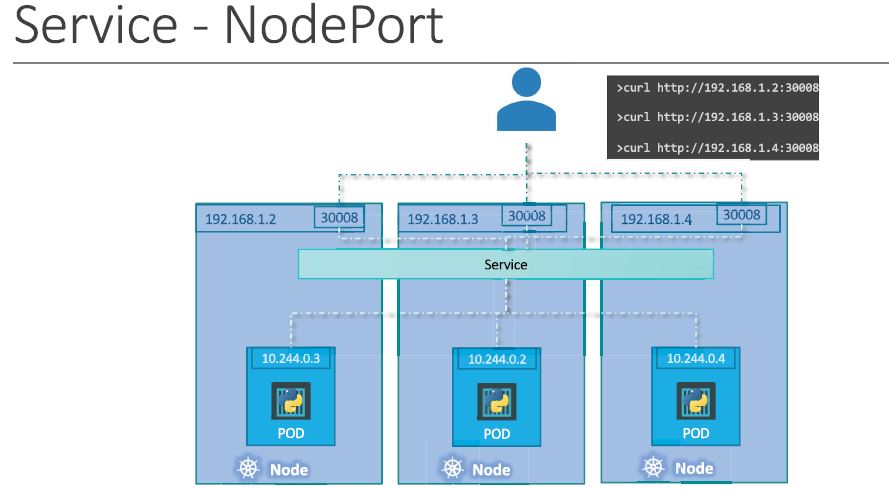 Service - NodePort
>curl http://192.168.1.2:30008
>curl http://192.168.1.3:30008
>curl http://192.168.1.4:30008
192.168.1.2
30008
192.168.1.3
30008
192.168.1.4
30008
Service
10.244.0.3
10.244.0.2
10.244.0.4
POD
POD
POD
Node
Node
Node